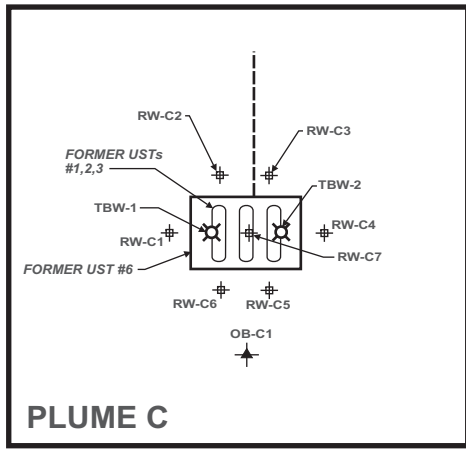 RW-C2
RW-C3
FORMER USTs
#1,2,3
TBW-2
TBW-1
RW-C4
RW-C1
RW-C7
FORMER UST #6
RW-C6
RW-C5
OB-C1
PLUME C